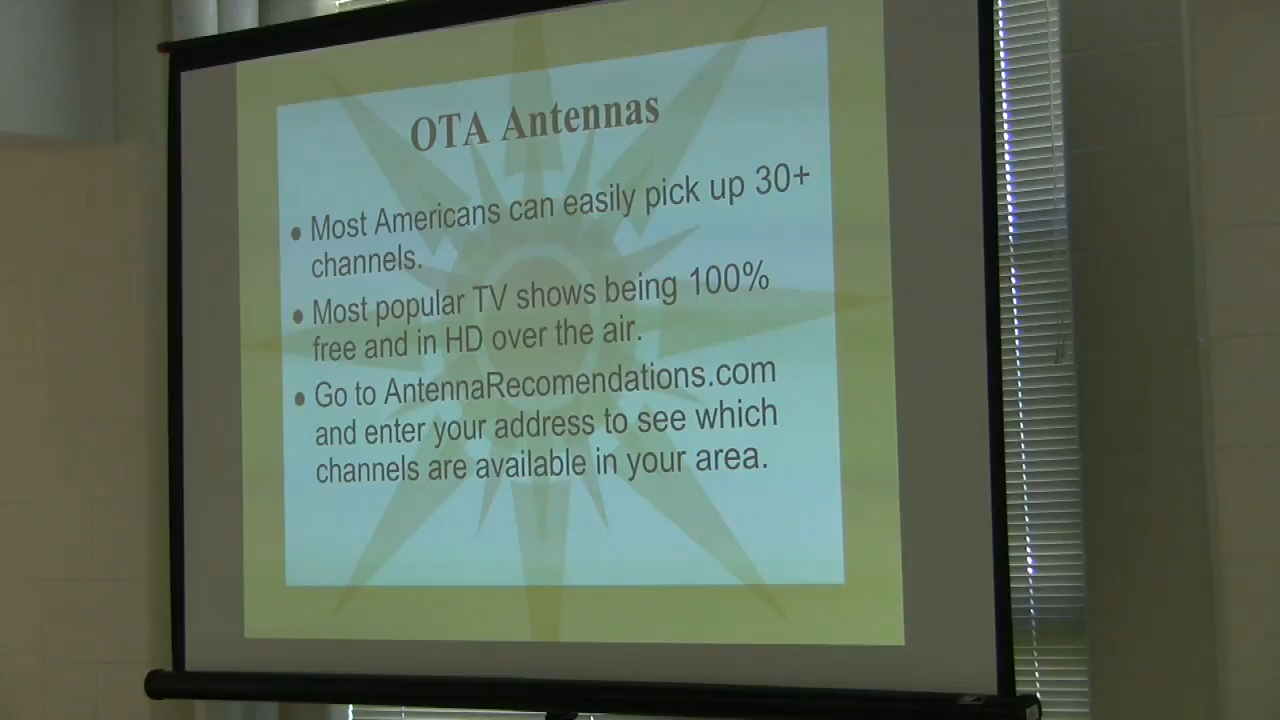 OTA Antennas
• Most Americans can easily pick up 30+
channels.
• Most popular TV shows being 100%
free and in HD over the air.
• Go to AntennaRecomendations.com
and enter your address to see which
channels are available in your area.